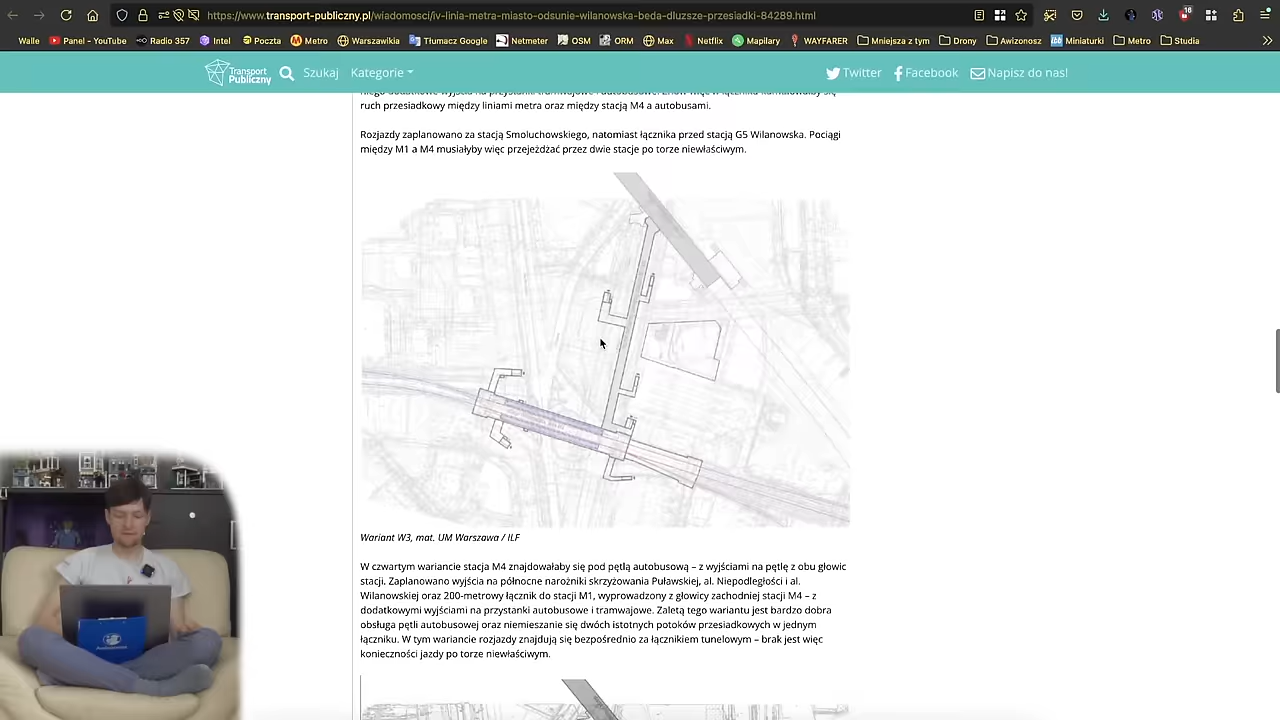 https://www.transport-publiczny.pl/wiadomosci/iv-linia-metra-miasto-odsunie-wilanowska-beda-dluzsze-przesiadki-84289.html
18
Walle Panel - YouTube Radio 357 Intel Poczta Metro Warszawikia Tłumacz Google Netmeter OSM ORM Max Netflix Mapilary WAYFARER Mniejsza z tym Drony Awizonosz Miniaturki Metro Studia
Transport Publiczny Szukaj Kategorie Twitter Facebook Napisz do nas!
ruch przesiadkowy między liniami metra oraz między stacją M4 a autobusami.
Rozjazdy zaplanowano za stacją Smoluchowskiego, natomiast łącznika przed stacją G5 Wilanowska. Pociągi
między M1 a M4 musiałyby więc przejeżdżać przez dwie stacje po torze niewłaściwym.
Wariant W3, mat. UM Warszawa / ILF
W czwartym wariancie stacja M4 znajdowałaby się pod pętlą autobusową – z wyjściami na pętlę z obu głowic
stacji. Zaplanowano wyjścia na północne narożniki skrzyżowania Puławskiej, al. Niepodległości i al.
Wilanowskiej oraz 200-metrowy łącznik do stacji M1, wyprowadzony z głowicy zachodniej stacji M4 – z
dodatkowymi wyjściami na przystanki autobusowe i tramwajowe. Zaletą tego wariantu jest bardzo dobra
obsługa pętli autobusowej oraz niemieszanie się dwóch istotnych potoków przesiadkowych w jednym
łączniku. W tym wariancie rozjazdy znajdują się bezpośrednio za łącznikiem tunelowym – brak jest więc
konieczności jazdy po torze niewłaściwym.